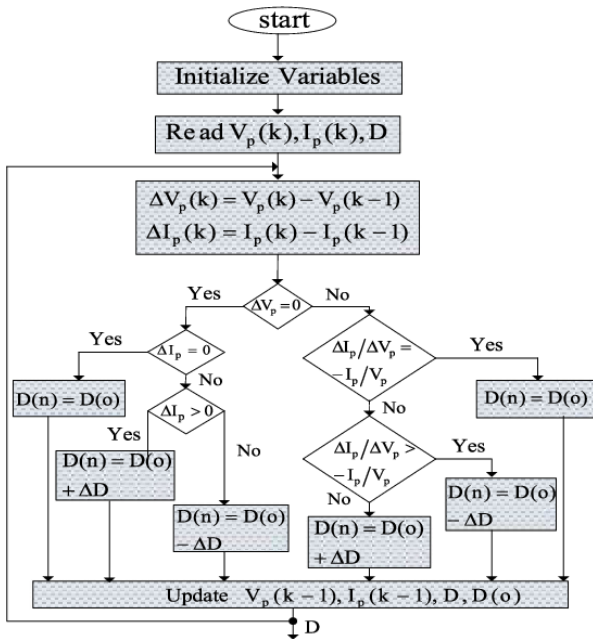 start
Initialize Variables
Read Vₚ(k), Iₚ(k), D
ΔVₚ(k) = Vₚ(k) − Vₚ(k−1)
ΔIₚ(k) = Iₚ(k) − Iₚ(k−1)
Yes
ΔVₚ=0
No
Yes
ΔIₚ = 0
ΔIₚ/ΔVₚ =
−Iₚ/Vₚ
Yes
D(n) = D(o)
No
D(n) = D(o)
ΔIₚ > 0
No
Yes
No
ΔIₚ/ΔVₚ >
−Iₚ/Vₚ
Yes
D(n) = D(o)
+ ΔD
No
D(n) = D(o)
− ΔD
D(n) = D(o)
− ΔD
D(n) = D(o)
+ ΔD
Update Vₚ(k−1), Iₚ(k−1), D, D(o)
D